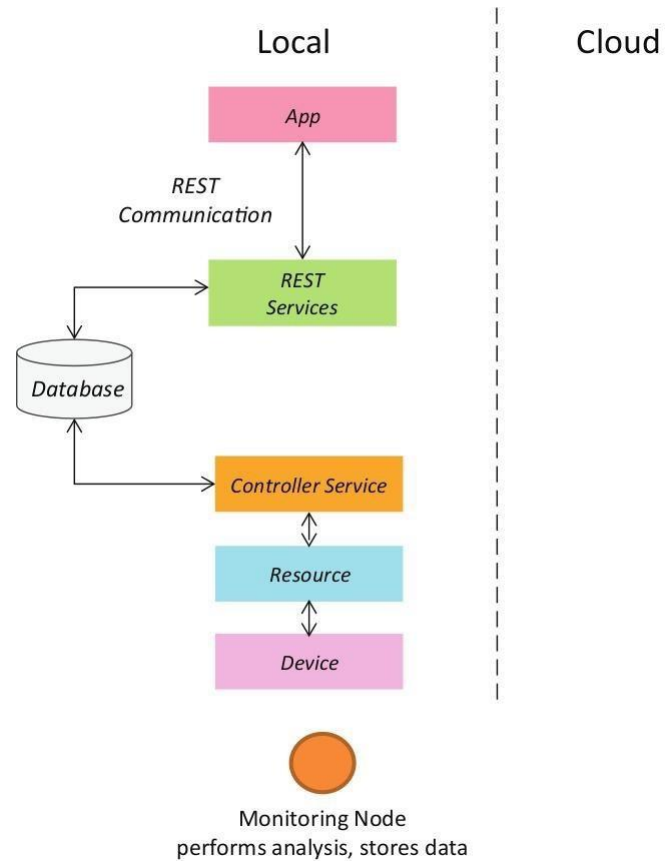 Local
Cloud
App
REST
Communication
REST
Services
Database
Controller Service
Resource
Device
Monitoring Node
performs analysis, stores data